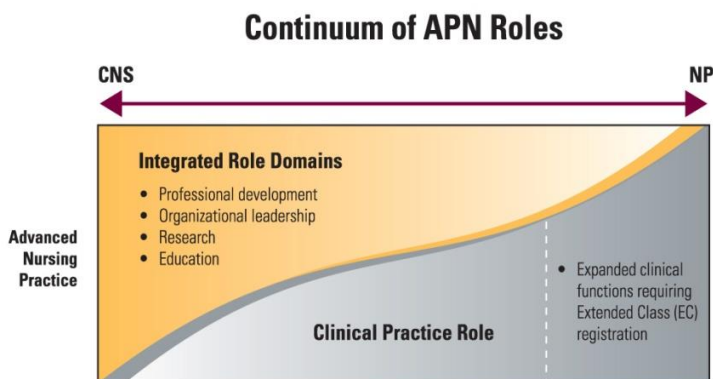 Continuum of APN Roles
CNS
NP
Integrated Role Domains
• Professional development
• Organizational leadership
• Research
• Education
Advanced
Nursing
Practice
• Expanded clinical
functions requiring
Extended Class (EC)
registration
Clinical Practice Role